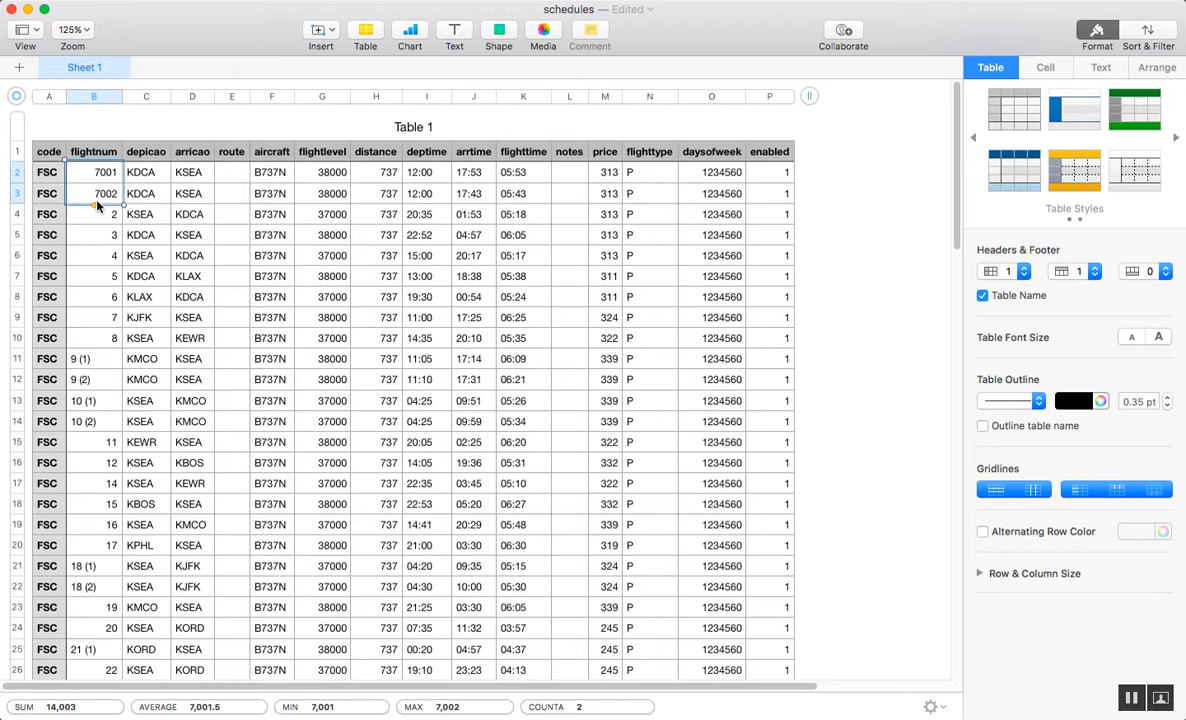 schedules — Edited
125%
View Zoom Insert Table Chart Text Shape Media Comment Collaborate Format Sort & Filter
+ Sheet 1
Table Cell Text Arrange
A B C D E F G H I J K L M N O P
Table 1
1 code flightnum depicao arricao route aircraft flightlevel distance deptime arrtime flighttime notes price flighttype daysofweek enabled
2 FSC 7001 KDCA KSEA B737N 38000 737 12:00 17:53 05:53 313 P 1234560 1
3 FSC 7002 KDCA KSEA B737N 38000 737 12:00 17:43 05:43 313 P 1234560 1
4 FSC 2 KSEA KDCA B737N 37000 737 20:35 01:53 05:18 313 P 1234560 1
5 FSC 3 KDCA KSEA B737N 38000 737 22:52 04:57 06:05 313 P 1234560 1
6 FSC 4 KSEA KDCA B737N 37000 737 15:00 20:17 05:17 313 P 1234560 1
7 FSC 5 KDCA KLAX B737N 38000 737 13:00 18:38 05:38 311 P 1234560 1
8 FSC 6 KLAX KDCA B737N 37000 737 19:30 00:54 05:24 311 P 1234560 1
9 FSC 7 KJFK KSEA B737N 38000 737 11:00 17:25 06:25 324 P 1234560 1
10 FSC 8 KSEA KEWR B737N 37000 737 14:35 20:10 05:35 322 P 1234560 1
11 FSC 9 (1) KMCO KSEA B737N 38000 737 11:05 17:14 06:09 339 P 1234560 1
12 FSC 9 (2) KMCO KSEA B737N 38000 737 11:10 17:31 06:21 339 P 1234560 1
13 FSC 10 (1) KSEA KMCO B737N 37000 737 04:25 09:51 05:26 339 P 1234560 1
14 FSC 10 (2) KSEA KMCO B737N 37000 737 04:25 09:59 05:34 339 P 1234560 1
15 FSC 11 KEWR KSEA B737N 38000 737 20:05 02:25 06:20 322 P 1234560 1
16 FSC 12 KSEA KBOS B737N 37000 737 14:05 19:36 05:31 332 P 1234560 1
17 FSC 14 KSEA KEWR B737N 37000 737 22:35 03:45 05:10 322 P 1234560 1
18 FSC 15 KBOS KSEA B737N 38000 737 22:53 05:20 06:27 332 P 1234560 1
19 FSC 16 KSEA KMCO B737N 37000 737 14:41 20:29 05:48 339 P 1234560 1
20 FSC 17 KPHL KSEA B737N 38000 737 21:00 03:30 06:30 319 P 1234560 1
21 FSC 18 (1) KSEA KJFK B737N 37000 737 04:20 09:35 05:15 324 P 1234560 1
22 FSC 18 (2) KSEA KJFK B737N 37000 737 04:30 10:00 05:30 324 P 1234560 1
23 FSC 19 KMCO KSEA B737N 38000 737 21:25 03:30 06:05 339 P 1234560 1
24 FSC 20 KSEA KORD B737N 37000 737 07:35 11:32 03:57 245 P 1234560 1
25 FSC 21 (1) KORD KSEA B737N 38000 737 00:20 04:57 04:37 245 P 1234560 1
26 FSC 22 KSEA KORD B737N 37000 737 19:10 23:23 04:13 245 P 1234560 1
Table Styles
Headers & Footer
1 1 0
Table Name
Table Font Size A A
Table Outline
0.35 pt
Outline table name
Gridlines
Alternating Row Color
Row & Column Size
SUM 14,003 AVERAGE 7,001.5 MIN 7,001 MAX 7,002 COUNTA 2